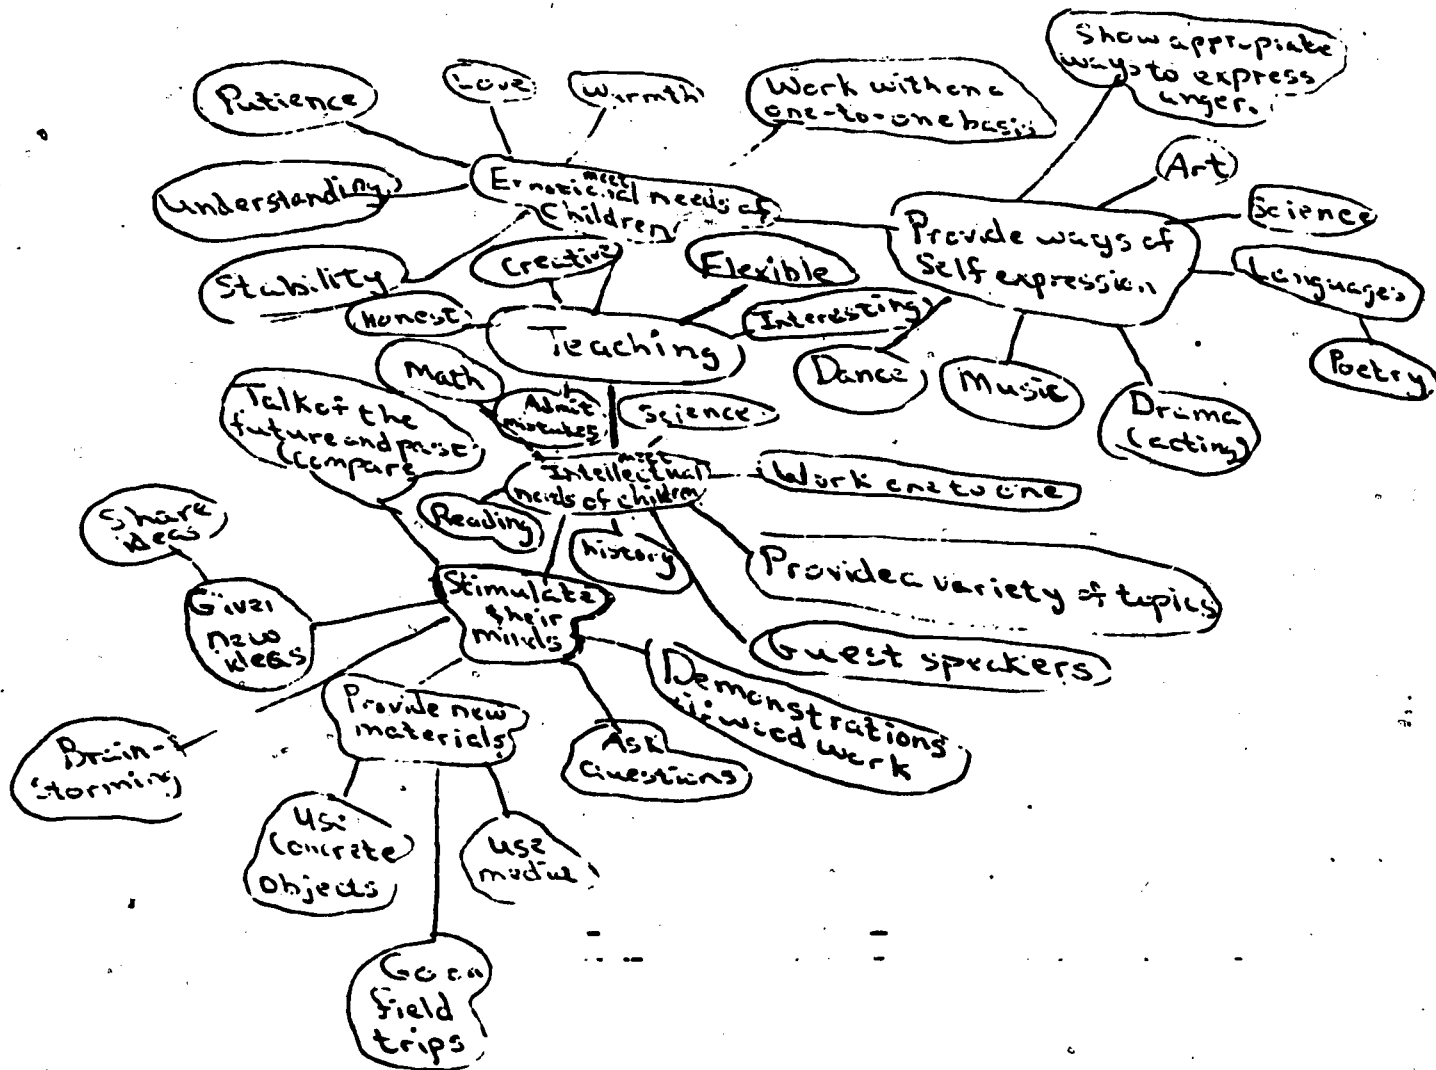 Show appropiate
ways to express
anger.
Love
Warmth
Patience
Work with on a
one-to-one basis
Art
Understanding
meet
Emotional needs of
Children
Science
Provide ways of
Self expression
Languages
Creative
Flexible
Stability
Honest
Interesting
Teaching
Poetry
Math
Dance
Music
Drama
(acting)
Talk of the
future and past
Compare
Admit
mistakes
Science
meet
Intellectual
needs of children
Work one to one
Reading
history
Share
ideas
Provide a variety of topics
Stimulate
their
minds
Give
new
ideas
Guest speakers
Demonstrations
work
Provide new
materials
Ask
Questions
Brain-
storming
Use
Concrete
Objects
use
media
Go on
field
trips